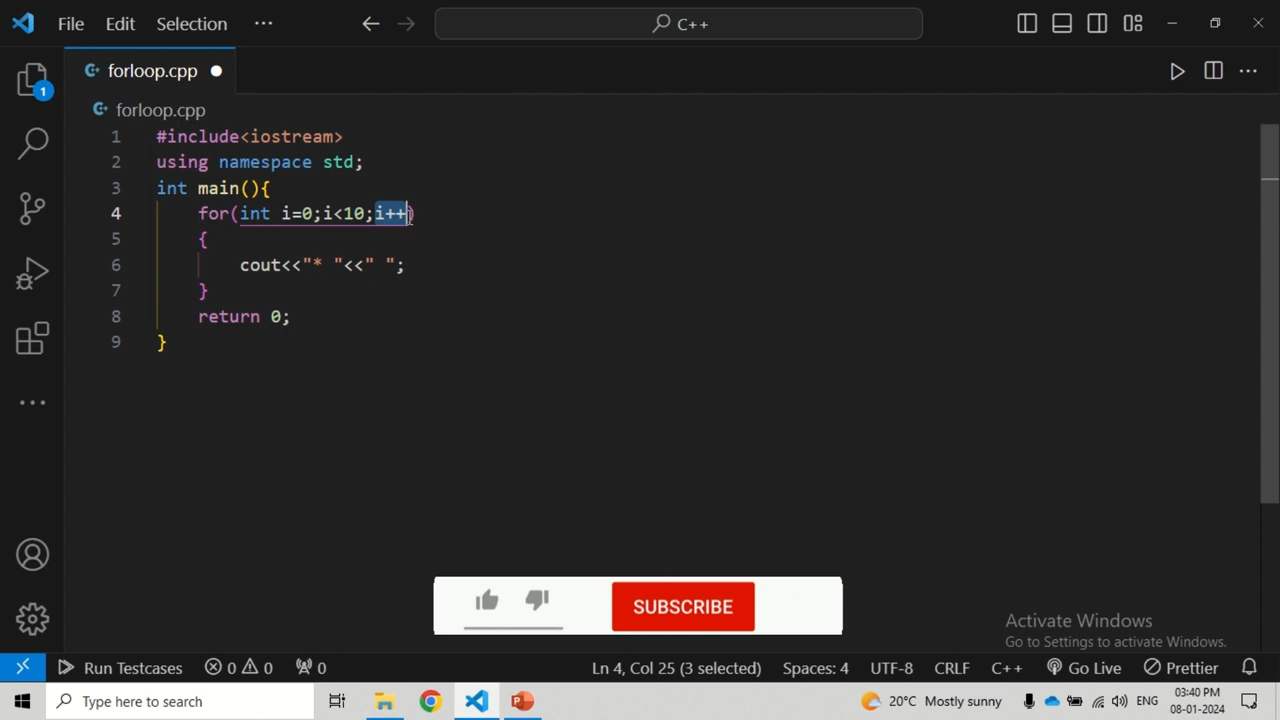 File Edit Selection ··· C++
forloop.cpp
forloop.cpp
1 #include<iostream>
2 using namespace std;
3 int main(){
4 for(int i=0;i<10;i++)
5 {
6 cout<<"* "<<" ";
7 }
8 return 0;
9 }
1
SUBSCRIBE
Activate Windows
Go to Settings to activate Windows.
Run Testcases 0 0 0 Ln 4, Col 25 (3 selected) Spaces: 4 UTF-8 CRLF C++ Go Live Prettier
Type here to search 20°C Mostly sunny ENG 03:40 PM
08-01-2024